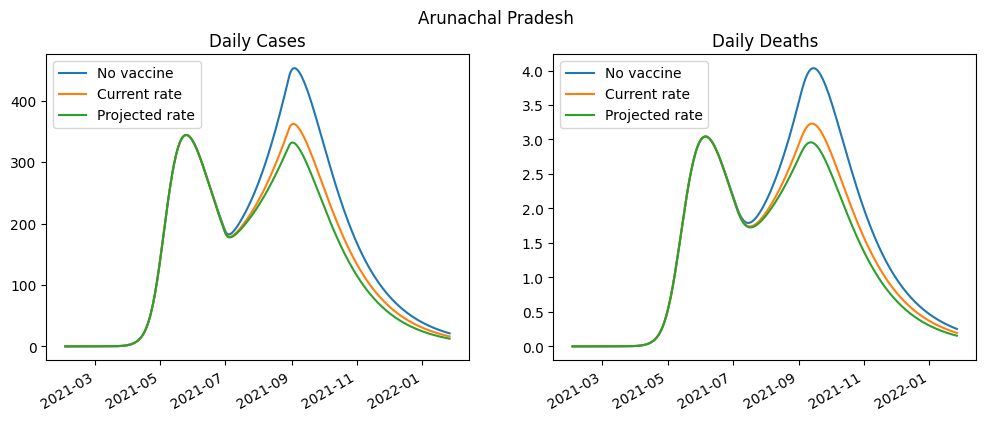 Arunachal Pradesh
Daily Cases
No vaccine
Current rate
Projected rate
400
300
200
100
0
2021-03
2021-05
2021-07
2021-09
2021-11
2022-01
Daily Deaths
No vaccine
Current rate
Projected rate
4.0
3.5
3.0
2.5
2.0
1.5
1.0
0.5
0.0
2021-03
2021-05
2021-07
2021-09
2021-11
2022-01